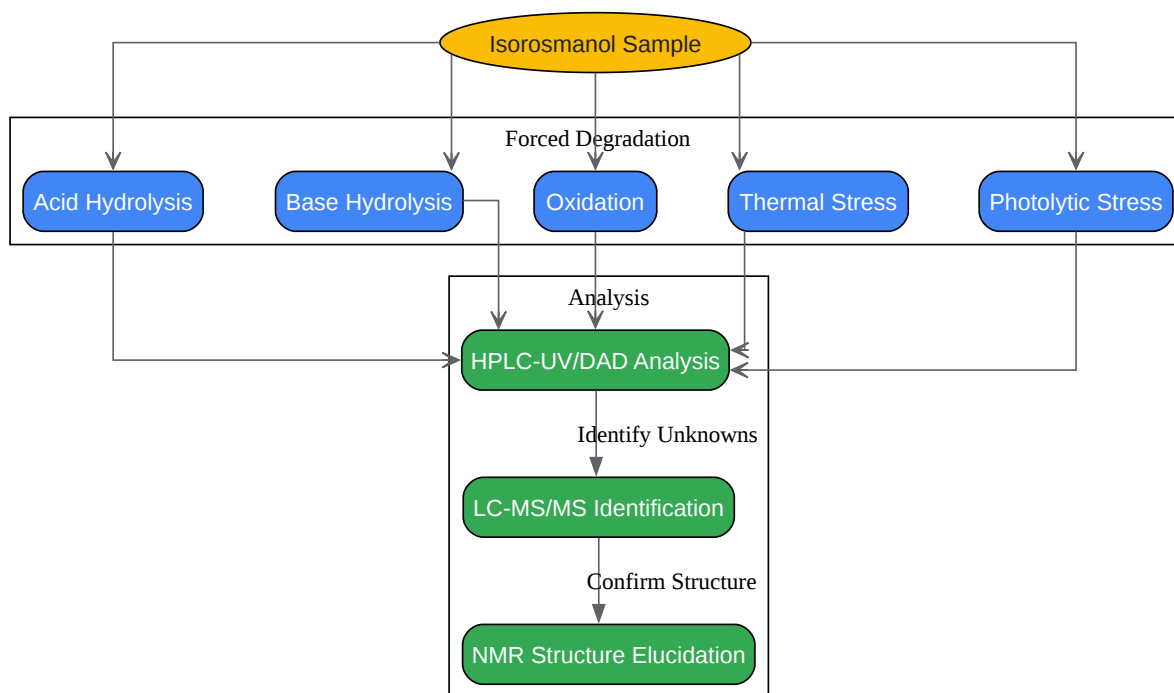 Isorosmanol Sample
Forced Degradation
Acid Hydrolysis
Base Hydrolysis
Oxidation
Thermal Stress
Photolytic Stress
Analysis
HPLC-UV/DAD Analysis
Identify Unknowns
LC-MS/MS Identification
Confirm Structure
NMR Structure Elucidation